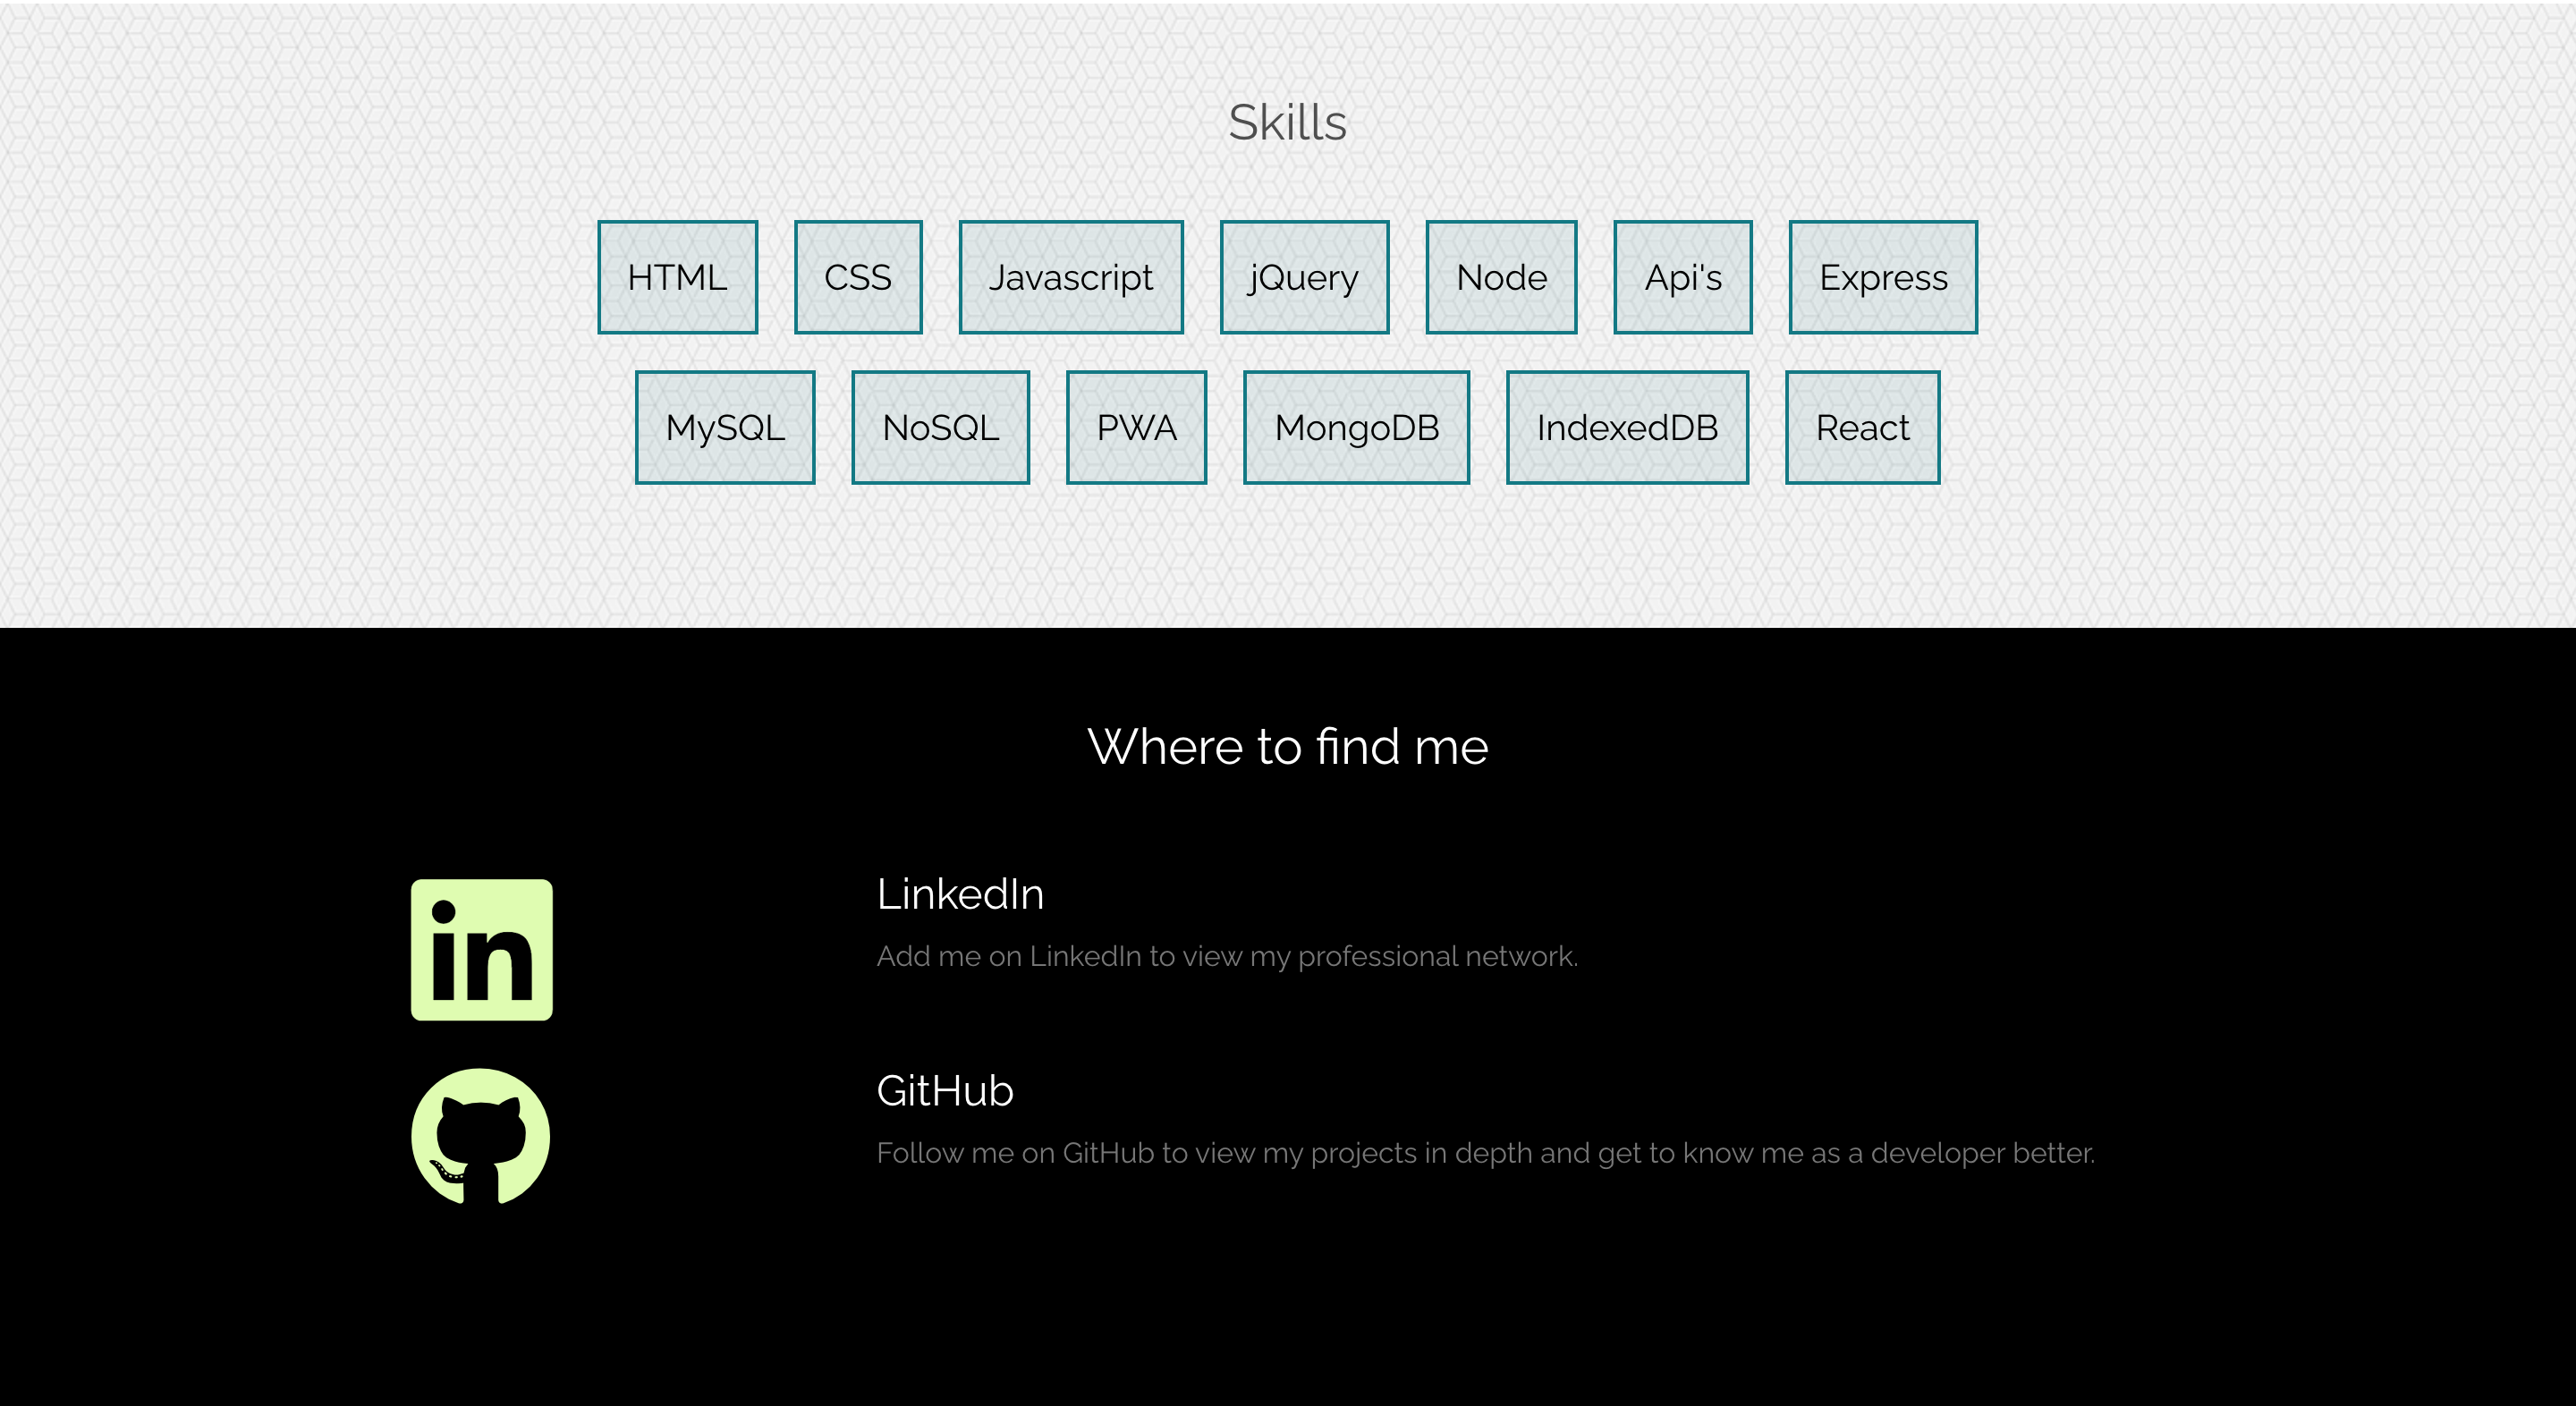 Skills
HTML CSS Javascript jQuery Node Api's Express
MySQL NoSQL PWA MongoDB IndexedDB React
Where to find me
in
LinkedIn
Add me on LinkedIn to view my professional network.
GitHub
Follow me on GitHub to view my projects in depth and get to know me as a developer better.